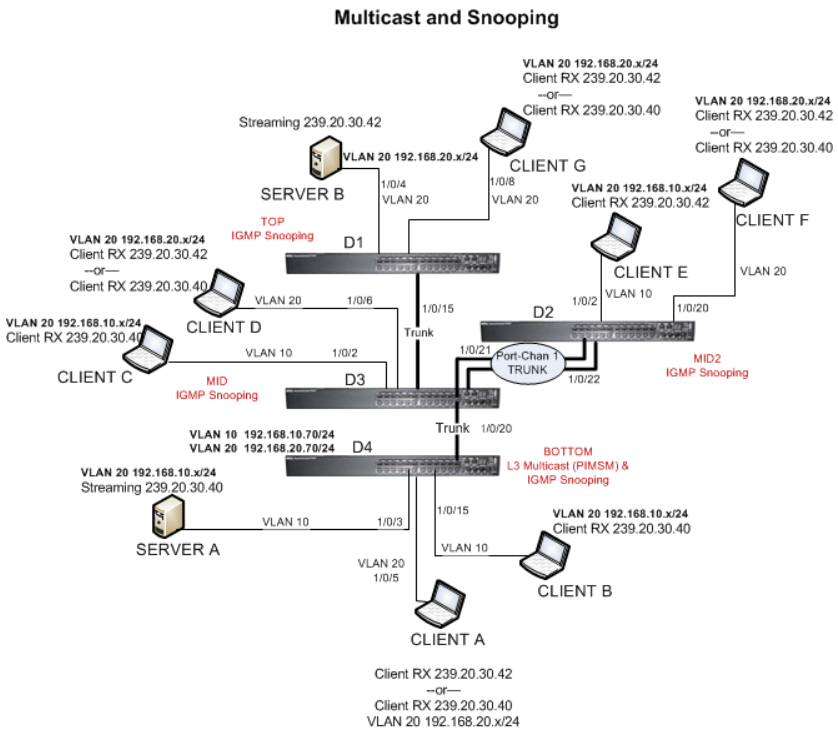 Multicast and Snooping
VLAN 20 192.168.20.x/24
Client RX 239.20.30.42
--or—
Client RX 239.20.30.40
VLAN 20 192.168.20.x/24
Client RX 239.20.30.42
--or—
Client RX 239.20.30.40
Streaming 239.20.30.42
VLAN 20 192.168.20.x/24
SERVER B
CLIENT G
1/0/4
VLAN 20
1/0/8
VLAN 20
VLAN 20 192.168.10.x/24
Client RX 239.20.30.42
CLIENT F
TOP
IGMP Snooping
D1
VLAN 20 192.168.20.x/24
Client RX 239.20.30.42
--or—
Client RX 239.20.30.40
CLIENT E
VLAN 20
CLIENT D
VLAN 20
1/0/6
1/0/15
Trunk
1/0/2
VLAN 10
1/0/20
D2
VLAN 20 192.168.10.x/24
Client RX 239.20.30.40
CLIENT C
VLAN 10
1/0/2
1/0/21
Port-Chan 1
TRUNK
1/0/22
MID2
IGMP Snooping
MID
IGMP Snooping
D3
Trunk
1/0/20
VLAN 10 192.168.10.70/24
VLAN 20 192.168.20.70/24
D4
BOTTOM
L3 Multicast (PIMSM) &
IGMP Snooping
VLAN 20 192.168.10.x/24
Streaming 239.20.30.40
SERVER A
VLAN 10
1/0/3
1/0/15
VLAN 10
VLAN 20 192.168.10.x/24
Client RX 239.20.30.40
CLIENT B
VLAN 20
1/0/5
CLIENT A
Client RX 239.20.30.42
--or—
Client RX 239.20.30.40
VLAN 20 192.168.20.x/24